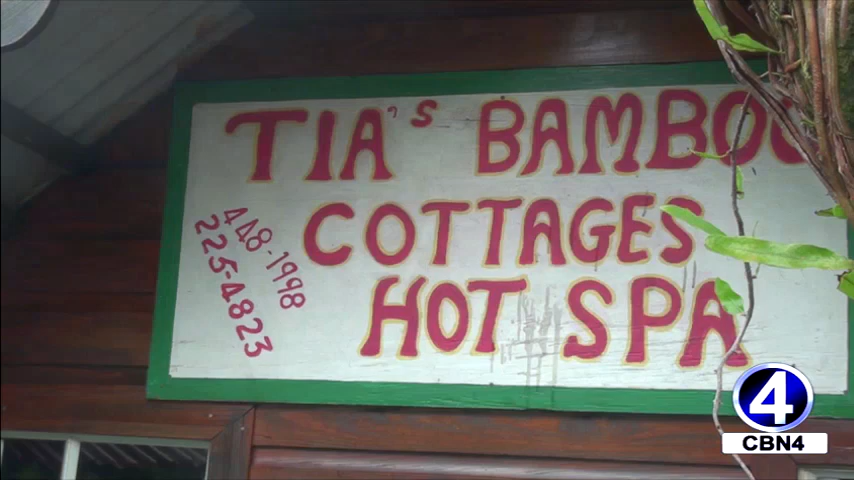 TIA's BAMBOO
COTTAGES
HOT SPA
448-1998
225-4823
4
CBN4